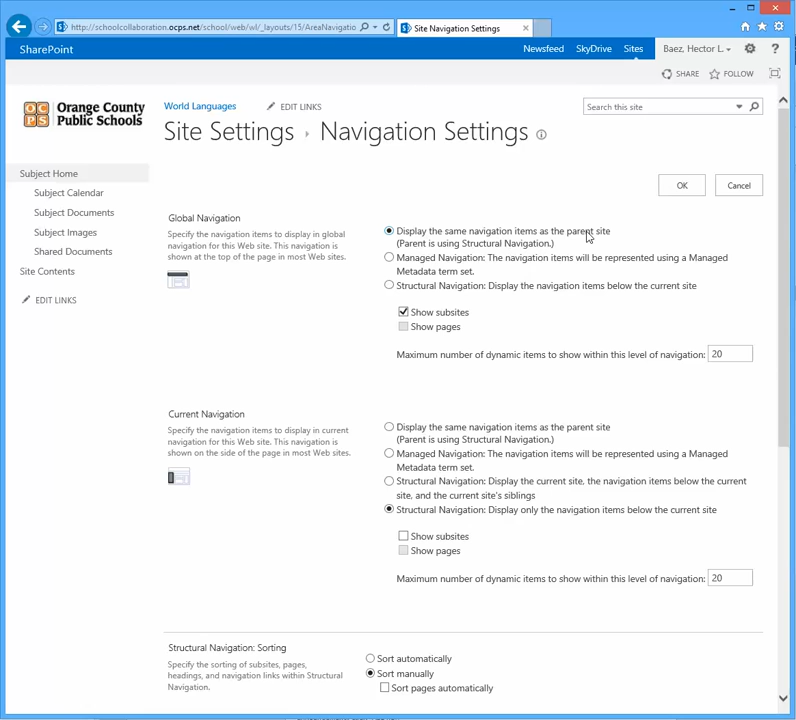 http://schoolcollaboration.ocps.net/school/web/wl/_layouts/15/AreaNavigatio
Site Navigation Settings
SharePoint
Newsfeed SkyDrive Sites Baez, Hector L. ?
SHARE FOLLOW
OC
PS
Orange County
Public Schools
World Languages EDIT LINKS
Search this site
Site Settings › Navigation Settings
Subject Home
Subject Calendar
Subject Documents
Subject Images
Shared Documents
Site Contents
EDIT LINKS
OK Cancel
Global Navigation
Specify the navigation items to display in global
navigation for this Web site. This navigation is
shown at the top of the page in most Web sites.
Display the same navigation items as the parent site
(Parent is using Structural Navigation.)
Managed Navigation: The navigation items will be represented using a Managed
Metadata term set.
Structural Navigation: Display the navigation items below the current site
Show subsites
Show pages
Maximum number of dynamic items to show within this level of navigation: 20
Current Navigation
Specify the navigation items to display in current
navigation for this Web site. This navigation is
shown on the side of the page in most Web sites.
Display the same navigation items as the parent site
(Parent is using Structural Navigation.)
Managed Navigation: The navigation items will be represented using a Managed
Metadata term set.
Structural Navigation: Display the current site, the navigation items below the current
site, and the current site's siblings
Structural Navigation: Display only the navigation items below the current site
Show subsites
Show pages
Maximum number of dynamic items to show within this level of navigation: 20
Structural Navigation: Sorting
Specify the sorting of subsites, pages,
headings, and navigation links within Structural
Navigation.
Sort automatically
Sort manually
Sort pages automatically